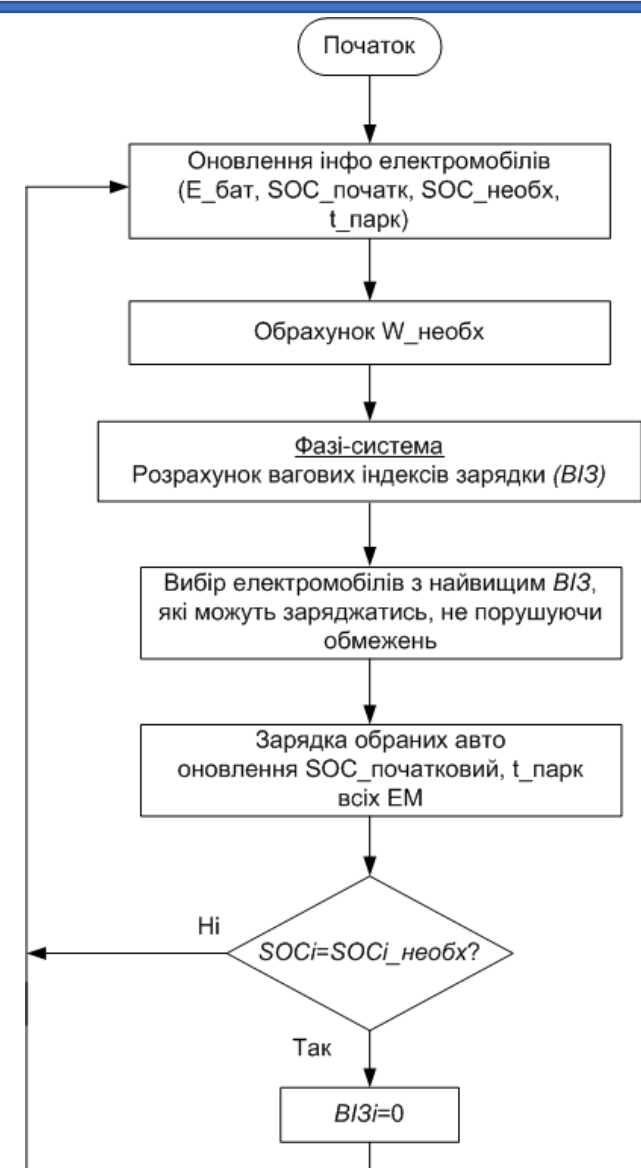 Початок
Оновлення інфо електромобілів
(E_бат, SOC_початк, SOC_необх,
t_парк)
Обрахунок W_необх
Фазі-система
Розрахунок вагових індексів зарядки (ВІЗ)
Вибір електромобілів з найвищим ВІЗ,
які можуть заряджатись, не порушуючи
обмежень
Зарядка обраних авто
оновлення SOC_початковий, t_парк
всіх ЕМ
Ні
SOCi=SOCi_необх?
Так
ВІЗi=0